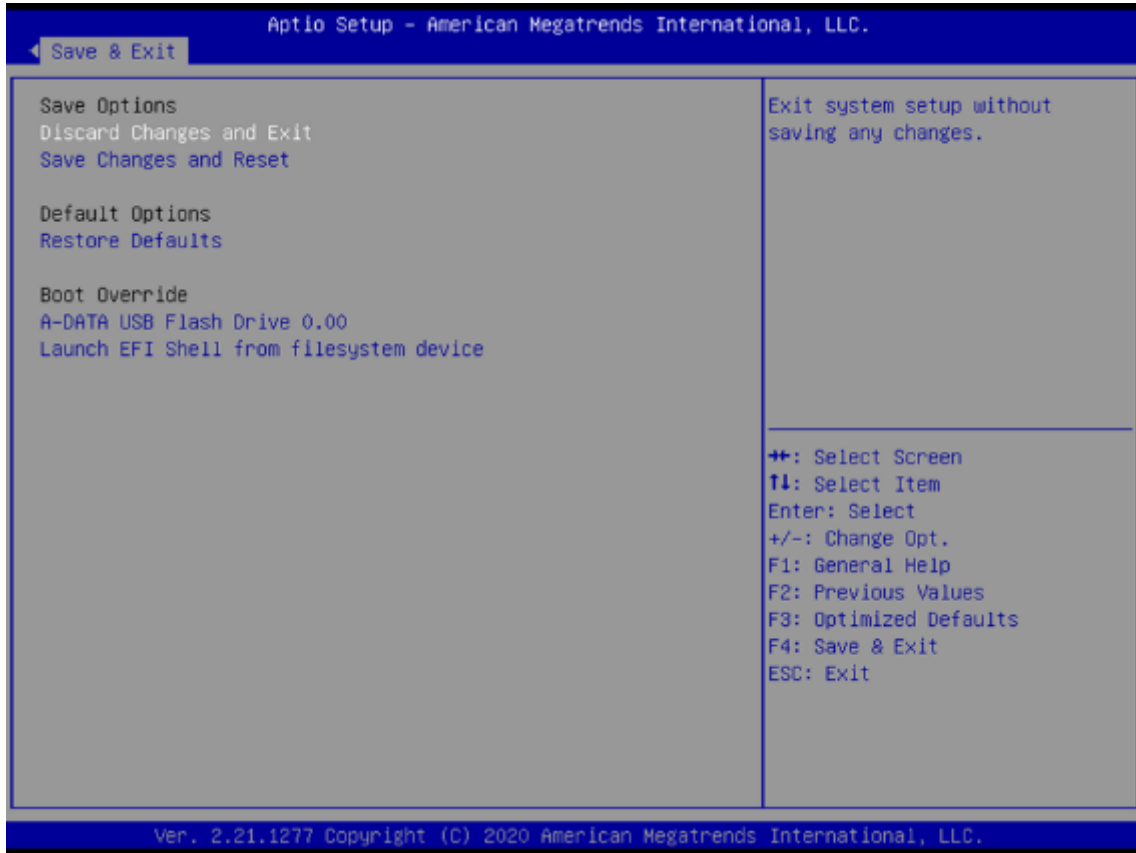 Aptio Setup – American Megatrends International, LLC.
Save & Exit
Save Options
Discard Changes and Exit
Save Changes and Reset
Default Options
Restore Defaults
Boot Override
A-DATA USB Flash Drive 0.00
Launch EFI Shell from filesystem device
Exit system setup without
saving any changes.
→←: Select Screen
↑↓: Select Item
Enter: Select
+/-: Change Opt.
F1: General Help
F2: Previous Values
F3: Optimized Defaults
F4: Save & Exit
ESC: Exit
Ver. 2.21.1277 Copyright (C) 2020 American Megatrends International, LLC.